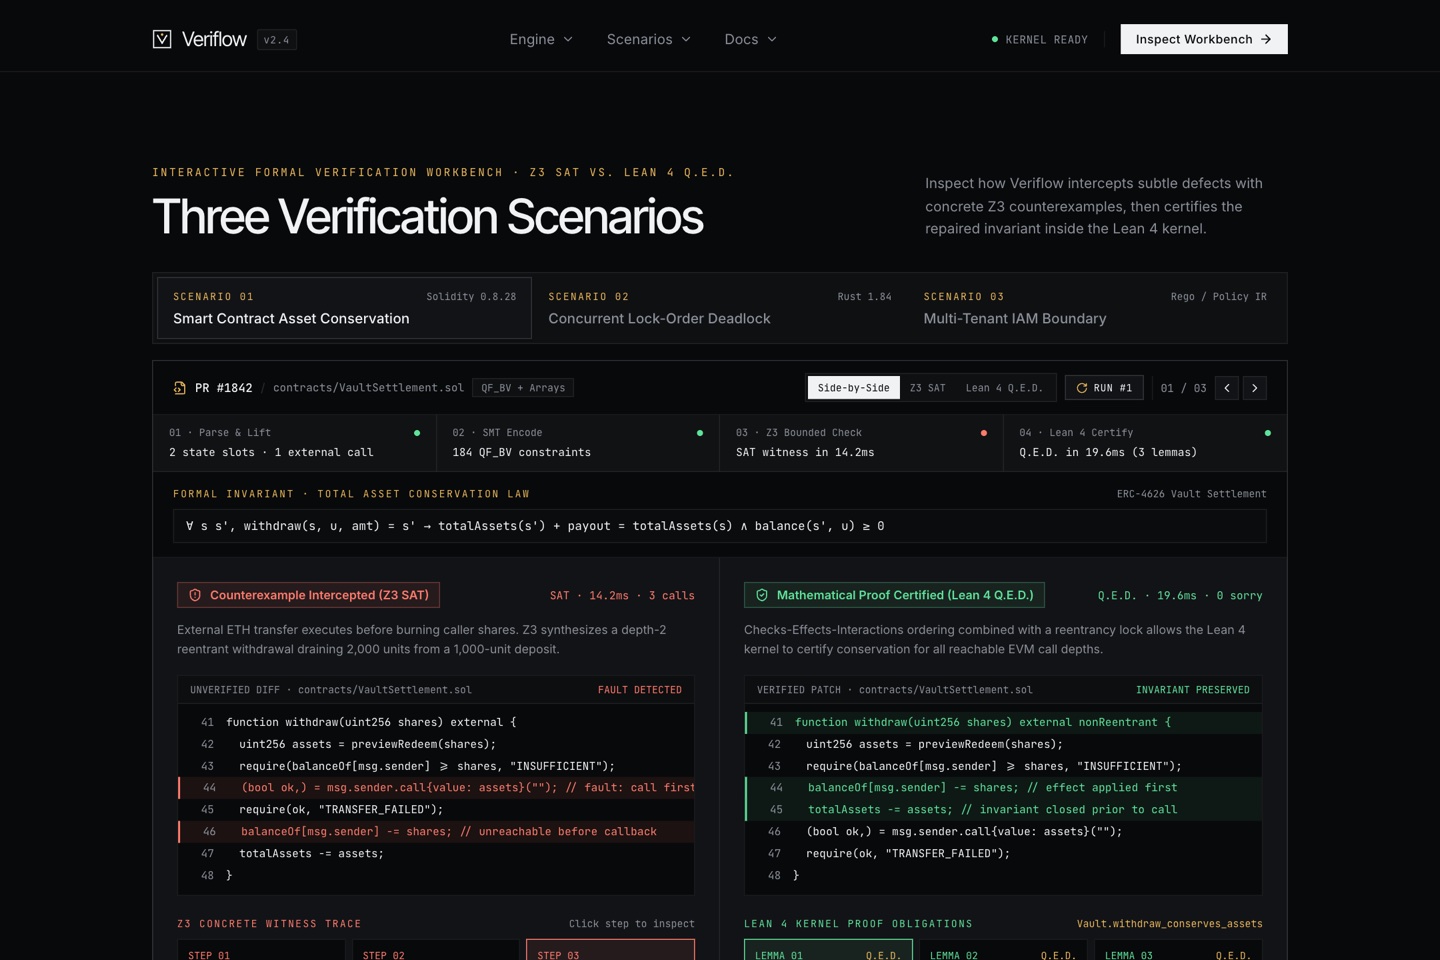 Veriflow v2.4 Engine Scenarios Docs KERNEL READY Inspect Workbench →
INTERACTIVE FORMAL VERIFICATION WORKBENCH · Z3 SAT VS. LEAN 4 Q.E.D.
Three Verification Scenarios
Inspect how Veriflow intercepts subtle defects with
concrete Z3 counterexamples, then certifies the
repaired invariant inside the Lean 4 kernel.
SCENARIO 01 Solidity 0.8.28
Smart Contract Asset Conservation
SCENARIO 02 Rust 1.84
Concurrent Lock-Order Deadlock
SCENARIO 03 Rego / Policy IR
Multi-Tenant IAM Boundary
PR #1842 / contracts/VaultSettlement.sol QF_BV + Arrays Side-by-Side Z3 SAT Lean 4 Q.E.D. RUN #1 01 / 03
01 · Parse & Lift
2 state slots · 1 external call
02 · SMT Encode
184 QF_BV constraints
03 · Z3 Bounded Check
SAT witness in 14.2ms
04 · Lean 4 Certify
Q.E.D. in 19.6ms (3 lemmas)
FORMAL INVARIANT · TOTAL ASSET CONSERVATION LAW ERC-4626 Vault Settlement
∀ s s', withdraw(s, u, amt) = s' → totalAssets(s') + payout = totalAssets(s) ∧ balance(s', u) ≥ 0
Counterexample Intercepted (Z3 SAT) SAT · 14.2ms · 3 calls
External ETH transfer executes before burning caller shares. Z3 synthesizes a depth-2
reentrant withdrawal draining 2,000 units from a 1,000-unit deposit.
UNVERIFIED DIFF · contracts/VaultSettlement.sol FAULT DETECTED
41 function withdraw(uint256 shares) external {
42 uint256 assets = previewRedeem(shares);
43 require(balanceOf[msg.sender] >= shares, "INSUFFICIENT");
44 (bool ok,) = msg.sender.call{value: assets}(""); // fault: call first
45 require(ok, "TRANSFER_FAILED");
46 balanceOf[msg.sender] -= shares; // unreachable before callback
47 totalAssets -= assets;
48 }
Z3 CONCRETE WITNESS TRACE Click step to inspect
STEP 01 STEP 02 STEP 03
Mathematical Proof Certified (Lean 4 Q.E.D.) Q.E.D. · 19.6ms · 0 sorry
Checks-Effects-Interactions ordering combined with a reentrancy lock allows the Lean 4
kernel to certify conservation for all reachable EVM call depths.
VERIFIED PATCH · contracts/VaultSettlement.sol INVARIANT PRESERVED
41 function withdraw(uint256 shares) external nonReentrant {
42 uint256 assets = previewRedeem(shares);
43 require(balanceOf[msg.sender] >= shares, "INSUFFICIENT");
44 balanceOf[msg.sender] -= shares; // effect applied first
45 totalAssets -= assets; // invariant closed prior to call
46 (bool ok,) = msg.sender.call{value: assets}("");
47 require(ok, "TRANSFER_FAILED");
48 }
LEAN 4 KERNEL PROOF OBLIGATIONS Vault.withdraw_conserves_assets
LEMMA 01 Q.E.D. LEMMA 02 Q.E.D. LEMMA 03 Q.E.D.